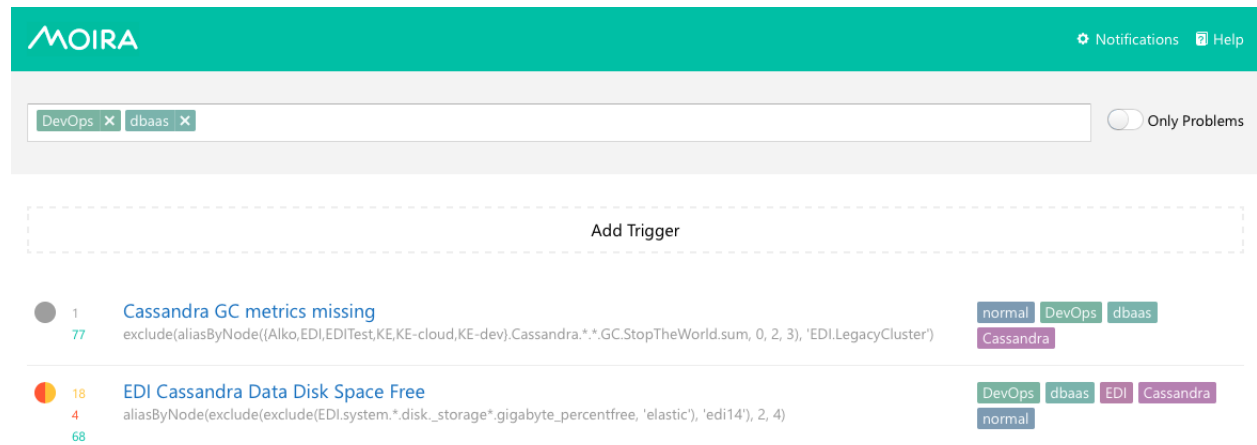 MOIRA
Notifications Help
DevOps × dbaas ×
Only Problems
Add Trigger
1
77
Cassandra GC metrics missing
exclude(aliasByNode({Alko,EDI,EDITest,KE,KE-cloud,KE-dev}.Cassandra.*.*.GC.StopTheWorld.sum, 0, 2, 3), 'EDI.LegacyCluster')
normal DevOps dbaas
Cassandra
18
4
68
EDI Cassandra Data Disk Space Free
aliasByNode(exclude(exclude(EDI.system.*.disk._storage*.gigabyte_percentfree, 'elastic'), 'edi14'), 2, 4)
DevOps dbaas EDI Cassandra
normal